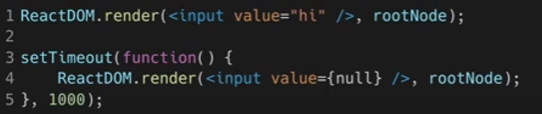 1 ReactDOM.render(<input value="hi" />, rootNode);
2
3 setTimeout(function() {
4     ReactDOM.render(<input value={null} />, rootNode);
5 }, 1000);